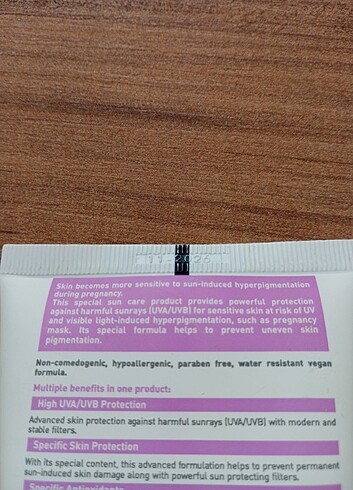 11-2026
Skin becomes more sensitive to sun-induced hyperpigmentation
during pregnancy.
This special sun care product provides powerful protection
against harmful sunrays (UVA/UVB) for sensitive skin at risk of UV
and visible light-induced hyperpigmentation, such as pregnancy
mask. Its special formula helps to prevent uneven skin
pigmentation.
Non-comedogenic, hypoallergenic, paraben free, water resistant vegan
formula.
Multiple benefits in one product:
High UVA/UVB Protection
Advanced skin protection against harmful sunrays (UVA/UVB) with modern and
stable filters.
Specific Skin Protection
With its special content, this advanced formulation helps to prevent permanent
sun-induced skin damage along with powerful sun protecting filters.
Specific Antioxidants